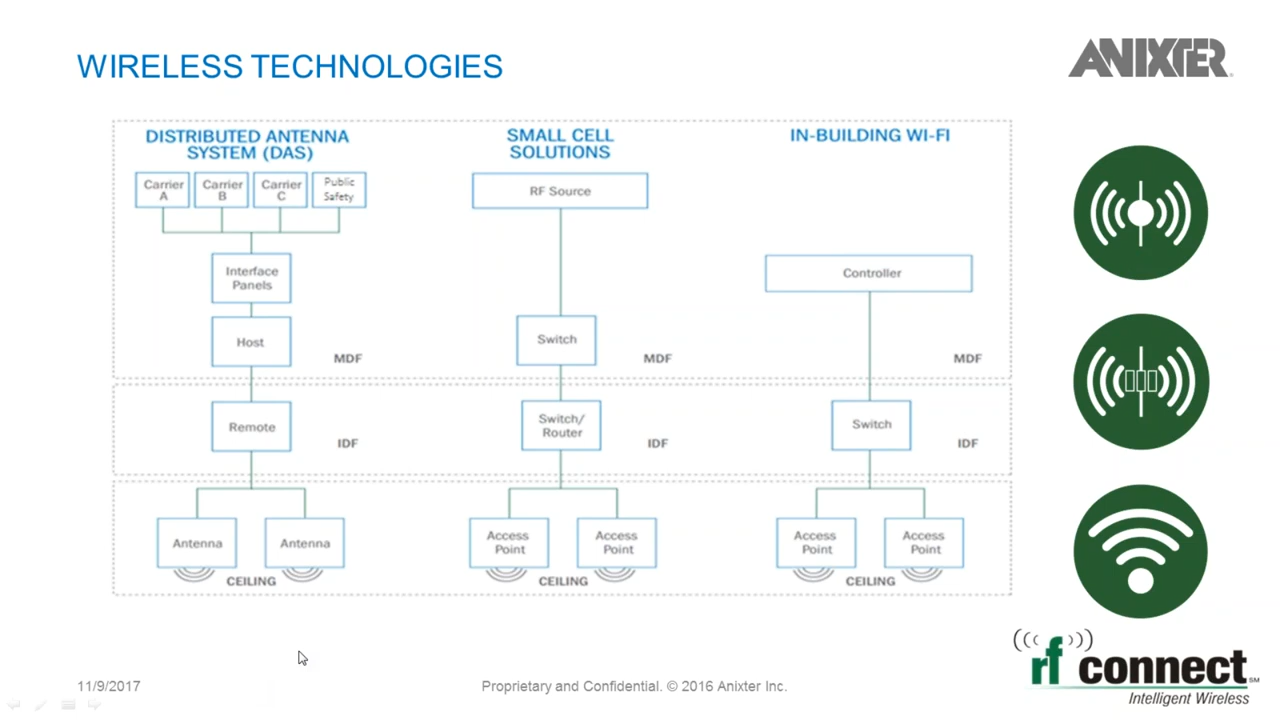 WIRELESS TECHNOLOGIES
ANIXTER
DISTRIBUTED ANTENNA
SYSTEM (DAS)
Carrier
A
Carrier
B
Carrier
C
Public
Safety
Interface
Panels
Host
MDF
Remote
IDF
Antenna
Antenna
CEILING
SMALL CELL
SOLUTIONS
RF Source
Switch
MDF
Switch/
Router
IDF
Access
Point
Access
Point
CEILING
IN-BUILDING WI-FI
Controller
MDF
Switch
IDF
Access
Point
Access
Point
CEILING
rf connect SM
Intelligent Wireless
11/9/2017
Proprietary and Confidential. © 2016 Anixter Inc.